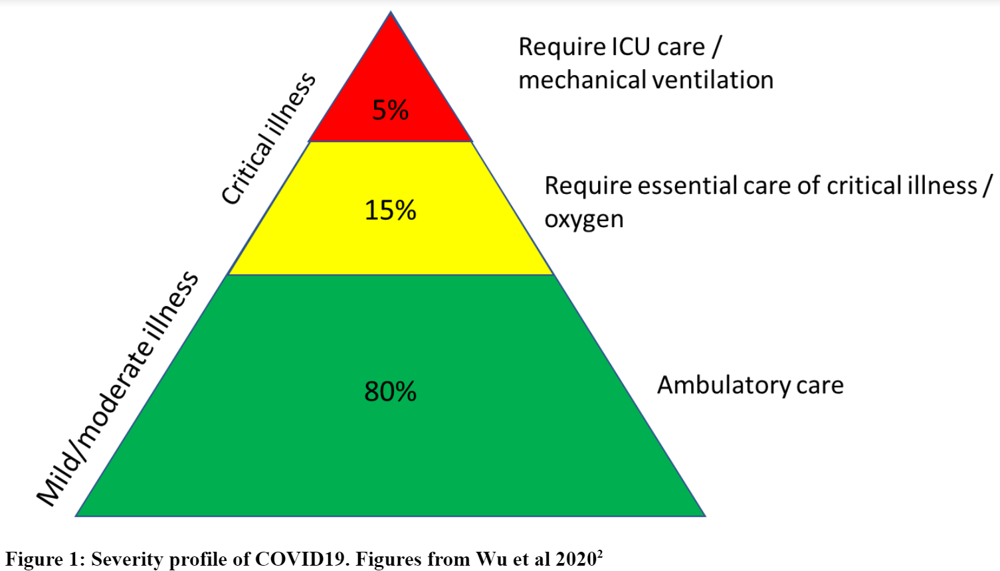 Require ICU care /
mechanical ventilation
Critical illness
5%
Require essential care of critical illness /
oxygen
15%
Mild/moderate illness
80%
Ambulatory care
Figure 1: Severity profile of COVID19. Figures from Wu et al 2020²